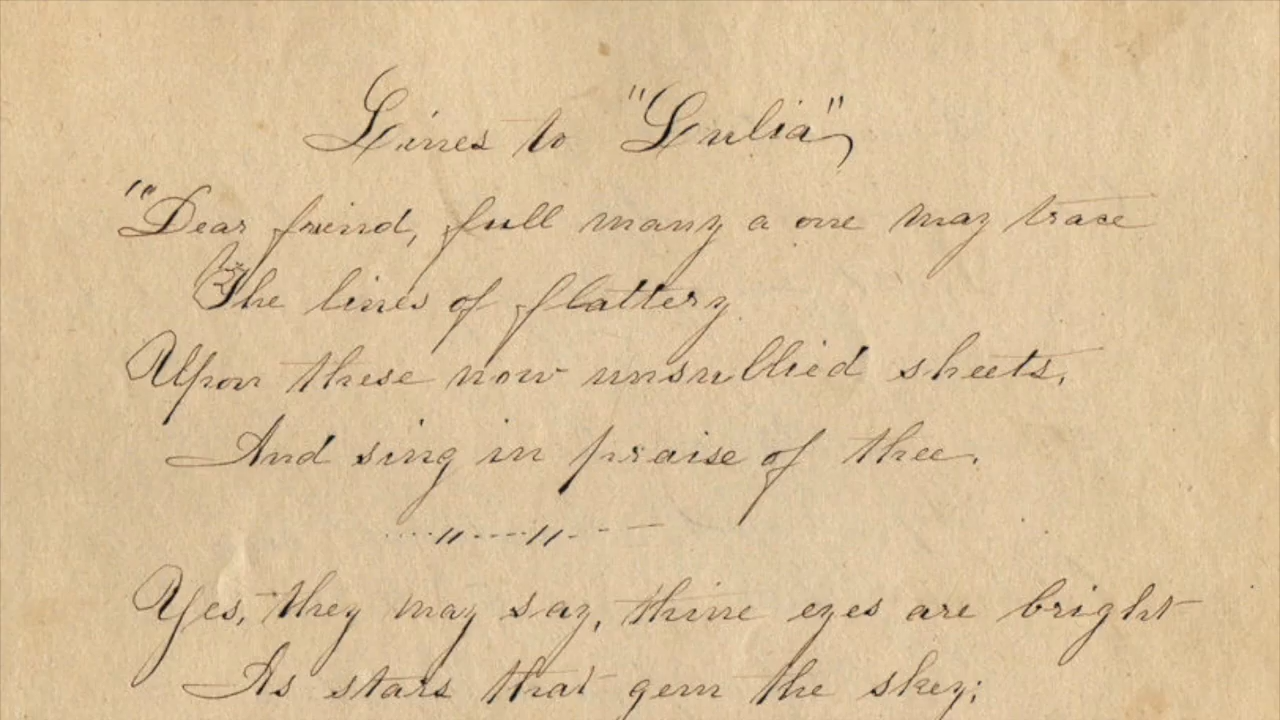 Lines to "Lulia",
"Dear friend, full many a one may trace
The lines of flattery
Upon these now unsullied sheets,
And sing in praise of thee.
Yes, they may say, thine eyes are bright
As stars that gem the skey;